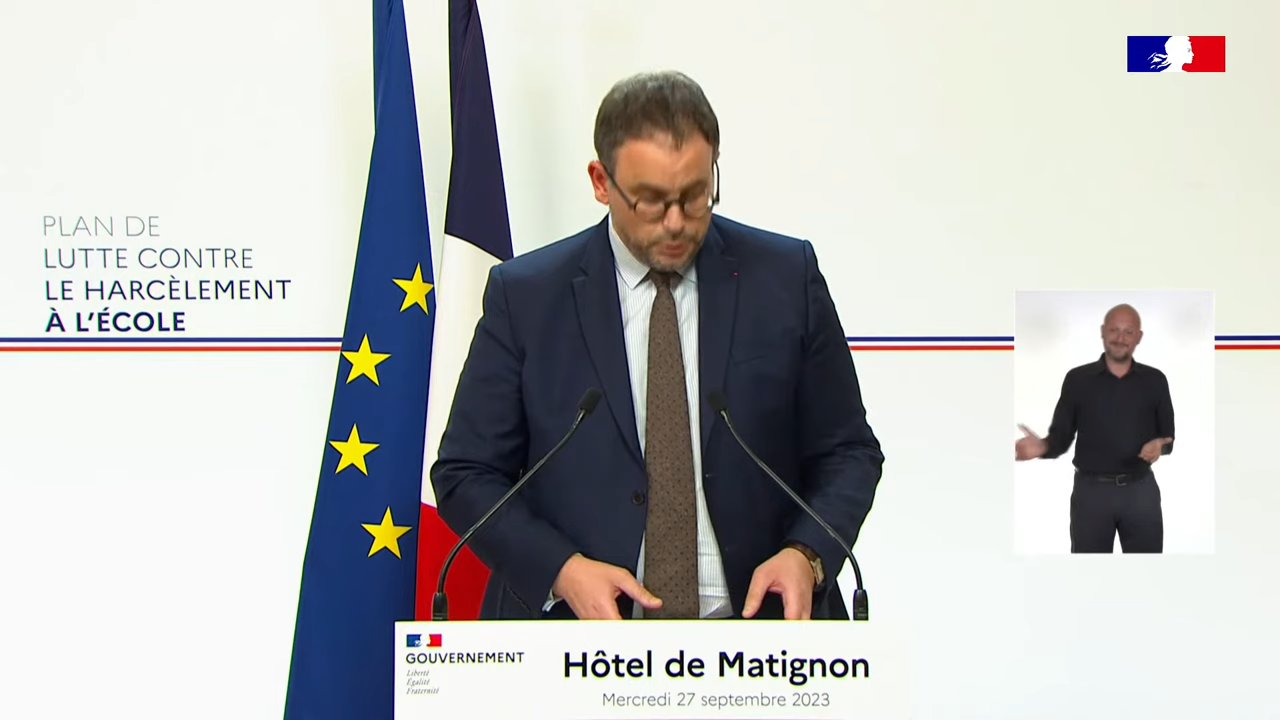 PLAN DE
LUTTE CONTRE
LE HARCÈLEMENT
À L'ÉCOLE
GOUVERNEMENT
Liberté
Égalité
Fraternité
Hôtel de Matignon
Mercredi 27 septembre 2023